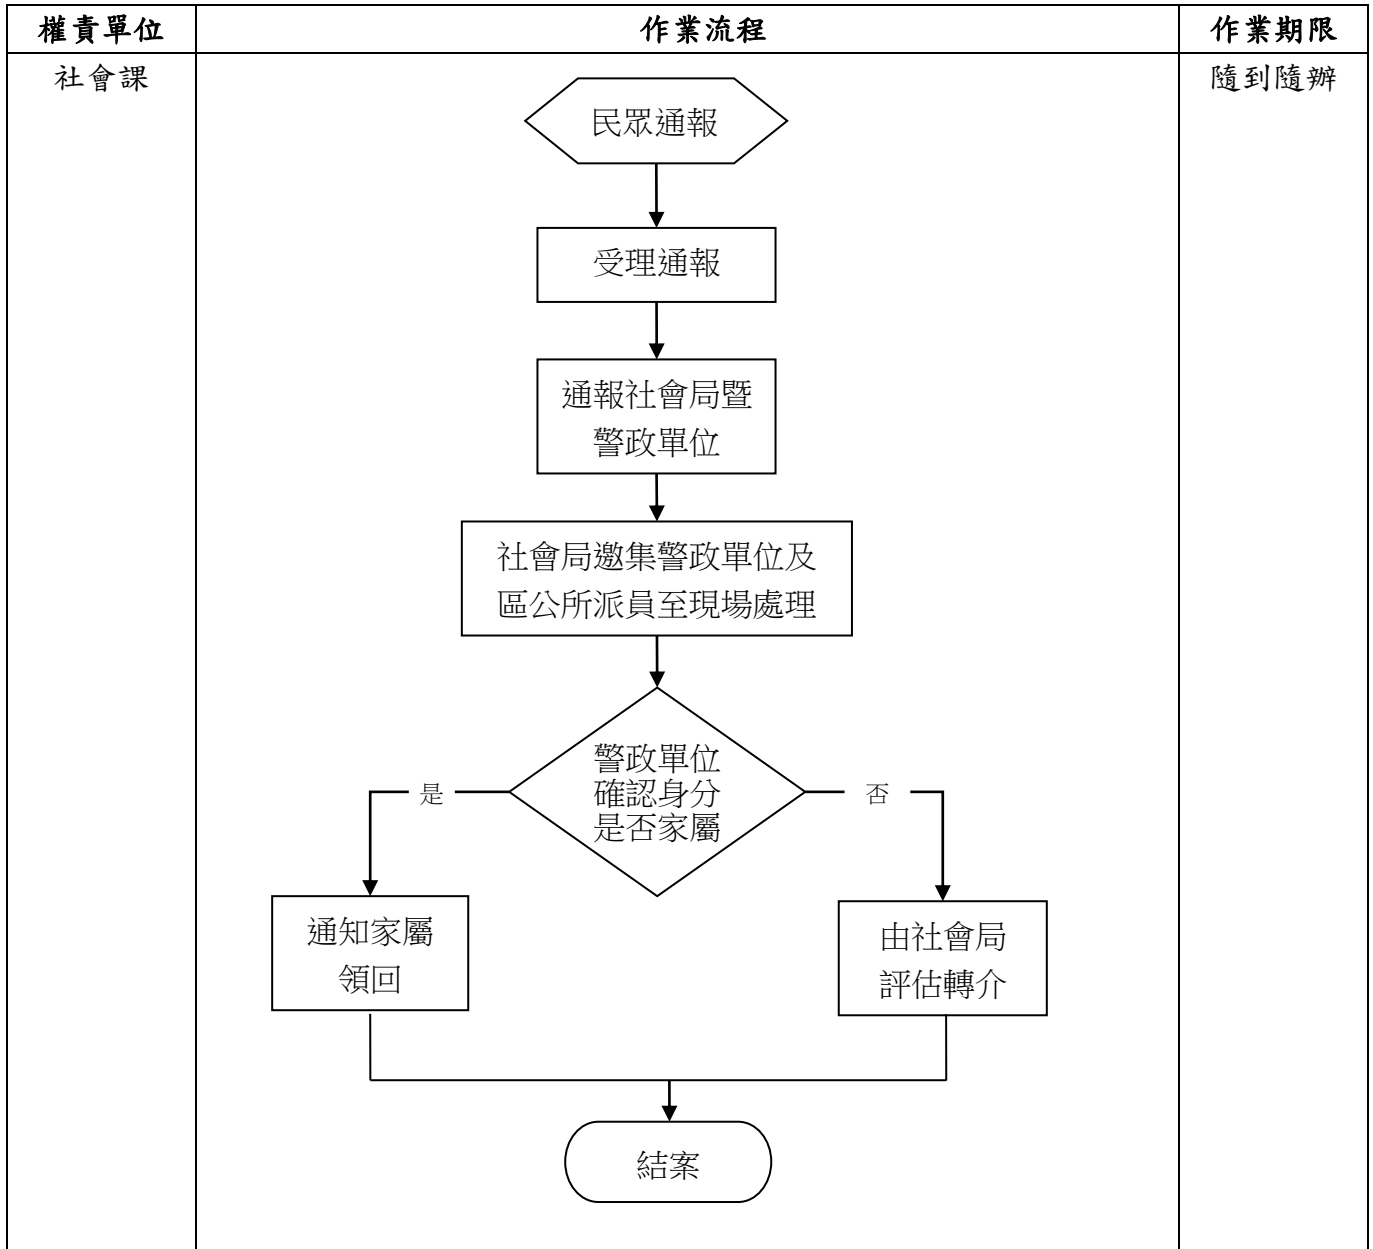 權責單位
作業流程
作業期限
社會課
隨到隨辦
民眾通報
受理通報
通報社會局暨
警政單位
社會局邀集警政單位及
區公所派員至現場處理
警政單位
確認身分
是否家屬
是
否
通知家屬
領回
由社會局
評估轉介
結案